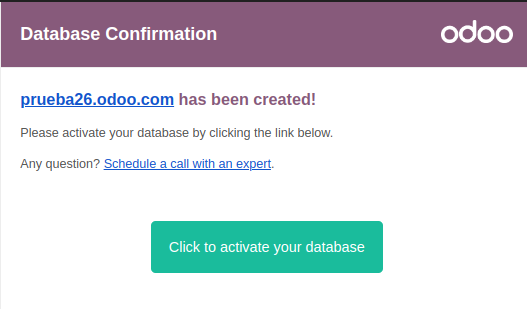 Database Confirmation
odoo
prueba26.odoo.com has been created!
Please activate your database by clicking the link below.
Any question? Schedule a call with an expert.
Click to activate your database